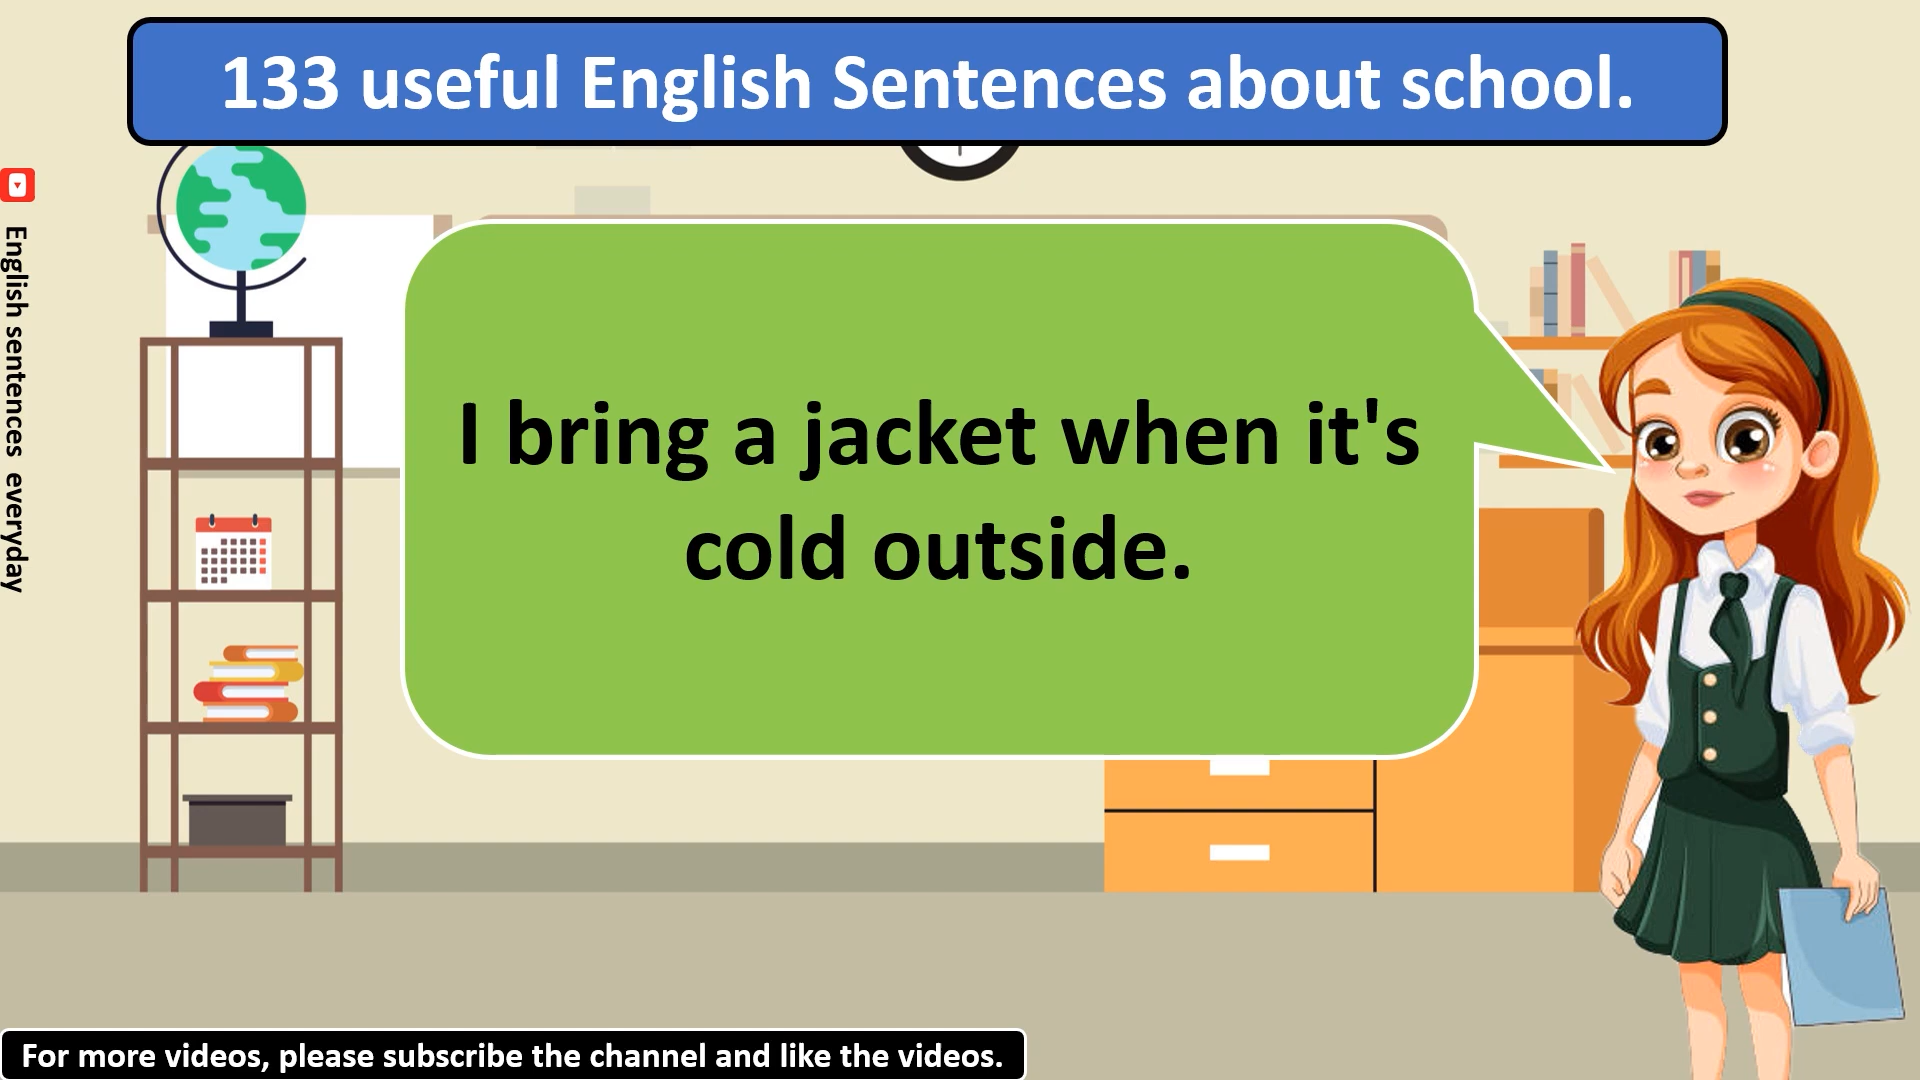 133 useful English Sentences about school.
English sentences everyday
I bring a jacket when it's
cold outside.
For more videos, please subscribe the channel and like the videos.